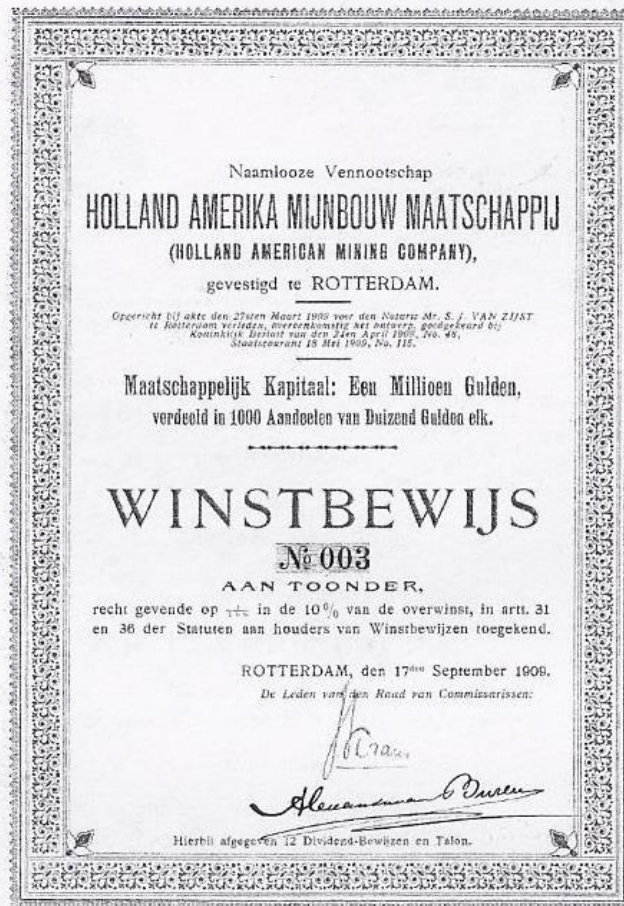 Naamlooze Vennootschap
HOLLAND AMERIKA MIJNBOUW MAATSCHAPPIJ
(HOLLAND AMERICAN MINING COMPANY),
gevestigd te ROTTERDAM.
Opgericht bij akte den 27sten Maart 1909 voor den Notaris Mr. S. J. VAN ZIJST
te Rotterdam verleden, overeenkomstig het ontwerp, goedgekeurd bij
Koninklijk Besluit van den 21en April 1909, No. 48,
Staatscourant 18 Mei 1909, No. 115.
Maatschappelijk Kapitaal: Een Millioen Gulden,
verdeeld in 1000 Aandeelen van Duizend Gulden elk.
WINSTBEWIJS
No 003
AAN TOONDER,
recht gevende op in de 10% van de overwinst, in artt. 31
en 36 der Statuten aan houders van Winstbewijzen toegekend.
ROTTERDAM, den 17den September 1909.
De Leden van den Raad van Commissarissen:
Hierbij afgegeven 12 Dividend-Bewijzen en Talon.